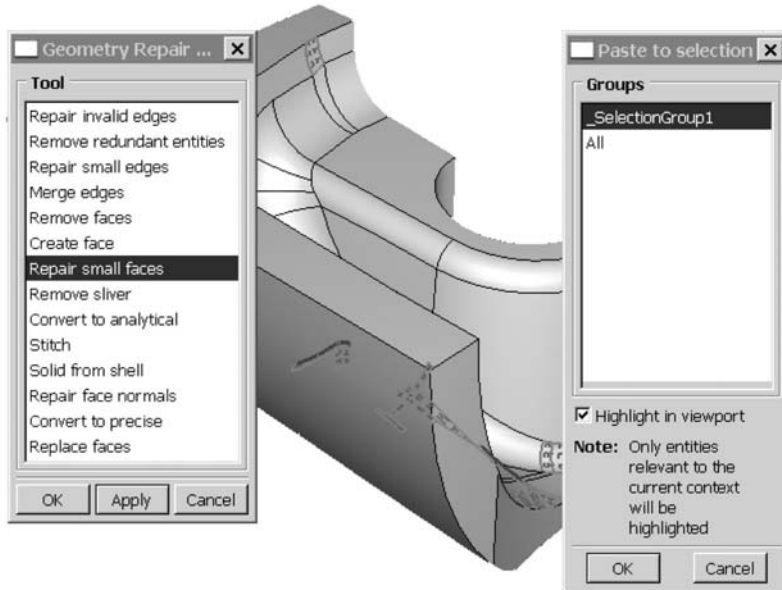 Geometry Repair ...
Tool
Repair invalid edges
Remove redundant entities
Repair small edges
Merge edges
Remove faces
Create face
Repair small faces
Remove sliver
Convert to analytical
Stitch
Solid from shell
Repair face normals
Convert to precise
Replace faces
OK
Apply
Cancel
Paste to selection
Groups
_SelectionGroup1
All
Highlight in viewport
Note: Only entities
relevant to the
current context
will be
highlighted
OK
Cancel